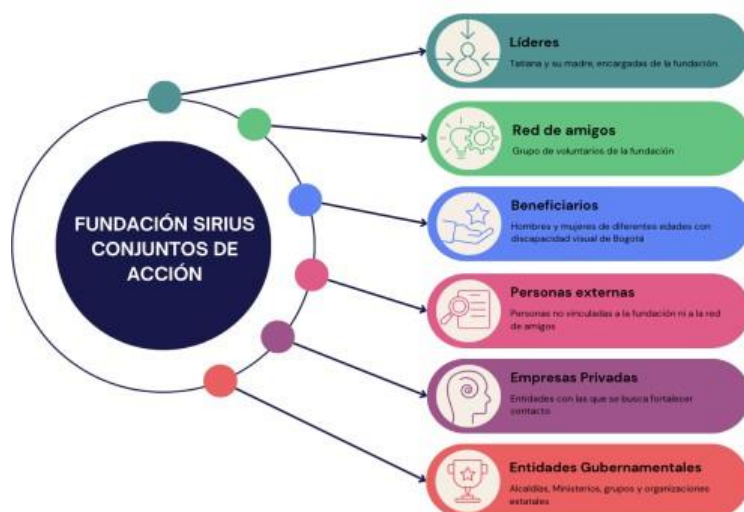 FUNDACIÓN SIRIUS
CONJUNTOS DE
ACCIÓN
Líderes
Tatiana y su madre, encargadas de la fundación.
Red de amigos
Grupo de voluntarios de la fundación
Beneficiarios
Hombres y mujeres de diferentes edades con
discapacidad visual de Bogotá
Personas externas
Personas no vinculadas a la fundación ni a la red
de amigos
Empresas Privadas
Entidades con las que se busca fortalecer
contacto
Entidades Gubernamentales
Alcaldías, Ministerios, grupos y organizaciones
estatales